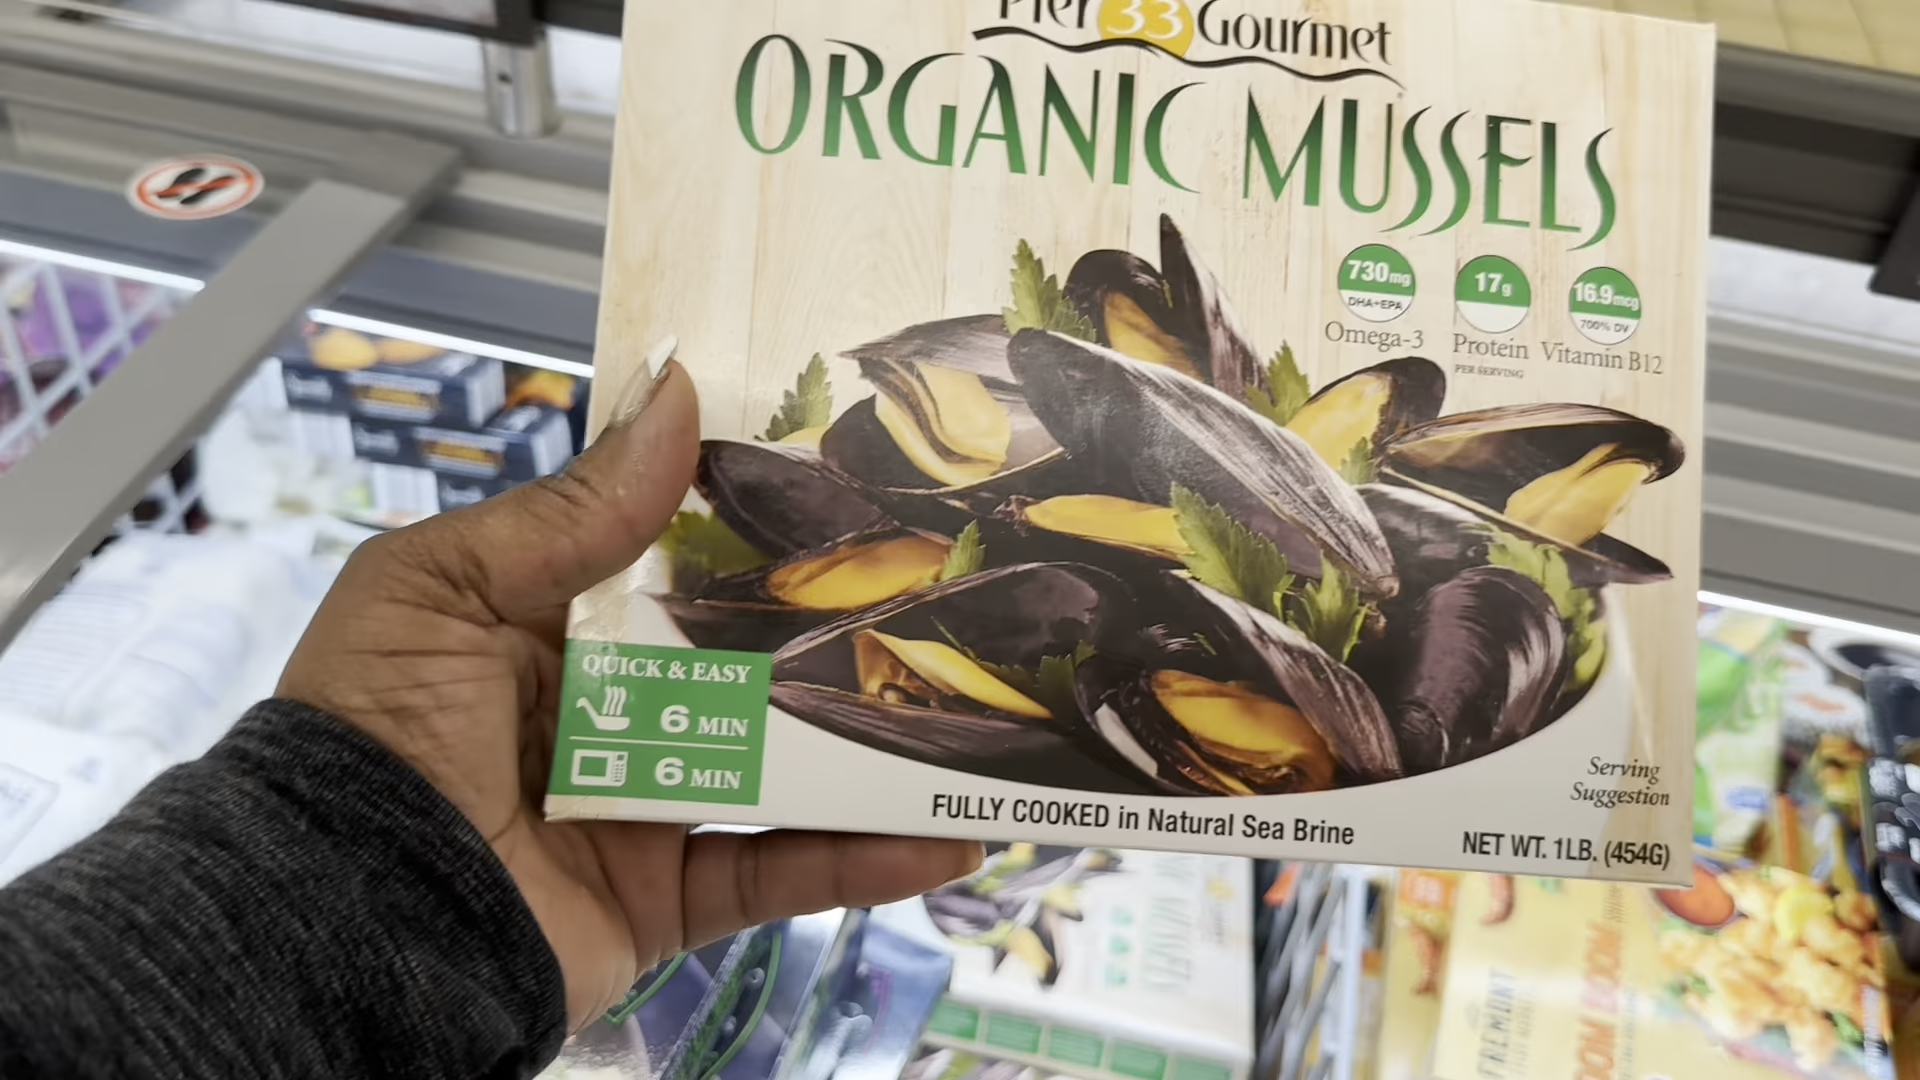 Pier 33 Gourmet
ORGANIC MUSSELS
730mg
DHA+EPA
Omega-3
17g
Protein
PER SERVING
16.9mcg
700% DV
Vitamin B12
QUICK & EASY
6 MIN
6 MIN
Serving
Suggestion
FULLY COOKED in Natural Sea Brine
NET WT. 1LB. (454G)